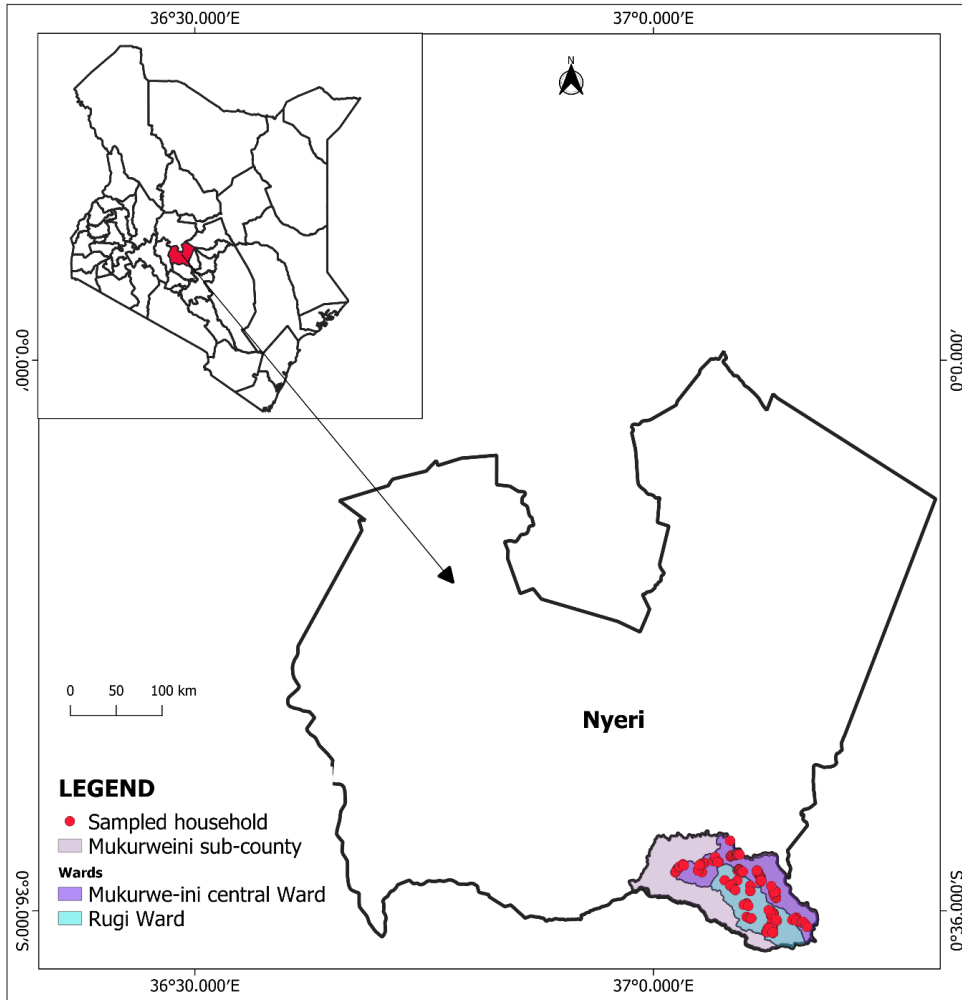 36°30.000′E 37°0.000′E
N
0°0.000′ 0°0.000′
0 50 100 km
Nyeri
LEGEND
Sampled household
Mukurweini sub-county
Wards
Mukurwe-ini central Ward
Rugi Ward
0°36.000′S 0°36.000′S
36°30.000′E 37°0.000′E